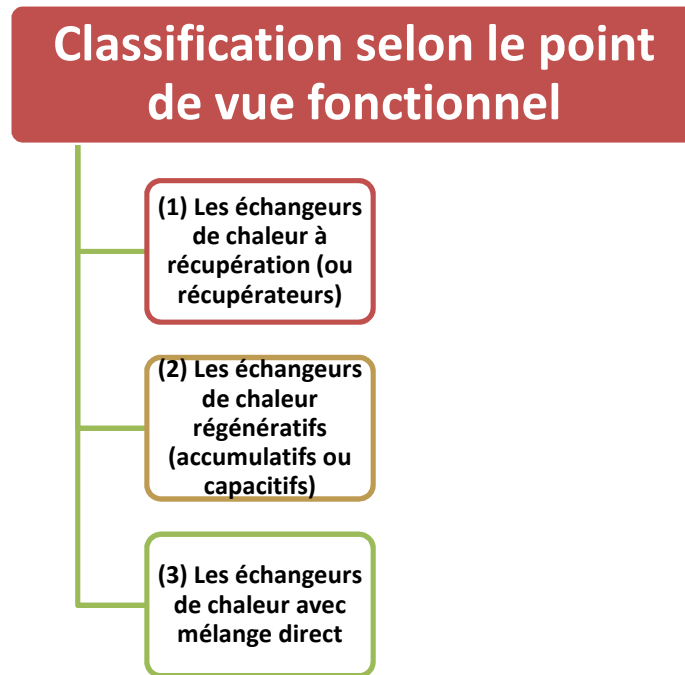 Classification selon le point
de vue fonctionnel
(1) Les échangeurs
de chaleur à
récupération (ou
récupérateurs)
(2) Les échangeurs
de chaleur
régénératifs
(accumulatifs ou
capacitifs)
(3) Les échangeurs
de chaleur avec
mélange direct